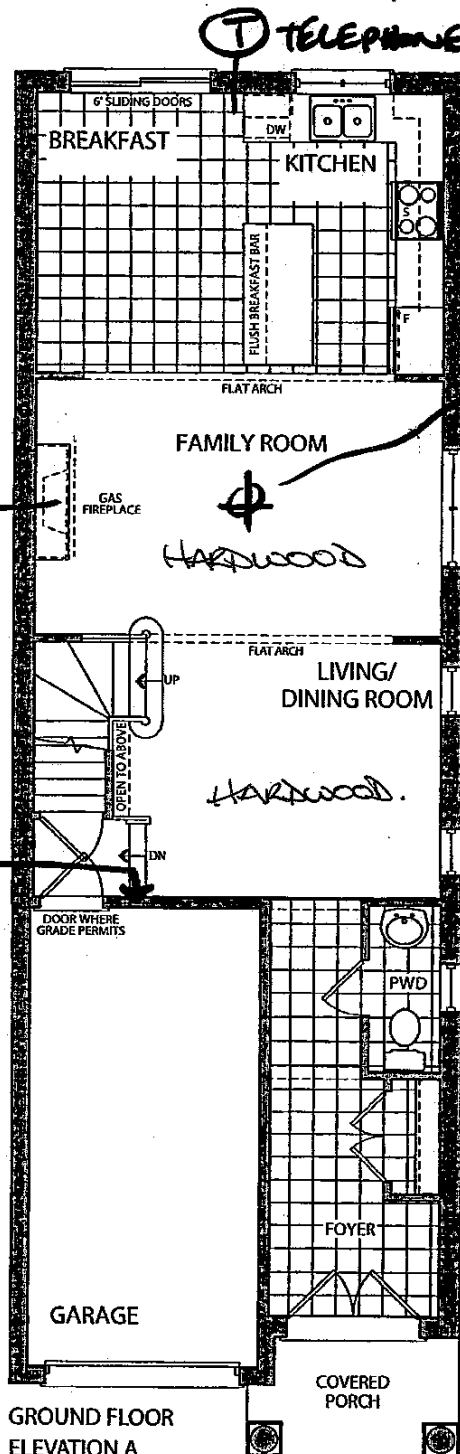 T TELEPHONE
6' SLIDING DOORS
BREAKFAST
DW
KITCHEN
S
FLUSH BREAKFAST BAR
F
FLAT ARCH
FAMILY ROOM
GAS
FIREPLACE
HARDWOOD
FLAT ARCH
UP
LIVING/
DINING ROOM
OPEN TO ABOVE
HARDWOOD.
DN
DOOR WHERE
GRADE PERMITS
PWD
FOYER
GARAGE
COVERED
PORCH
GROUND FLOOR
ELEVATION A